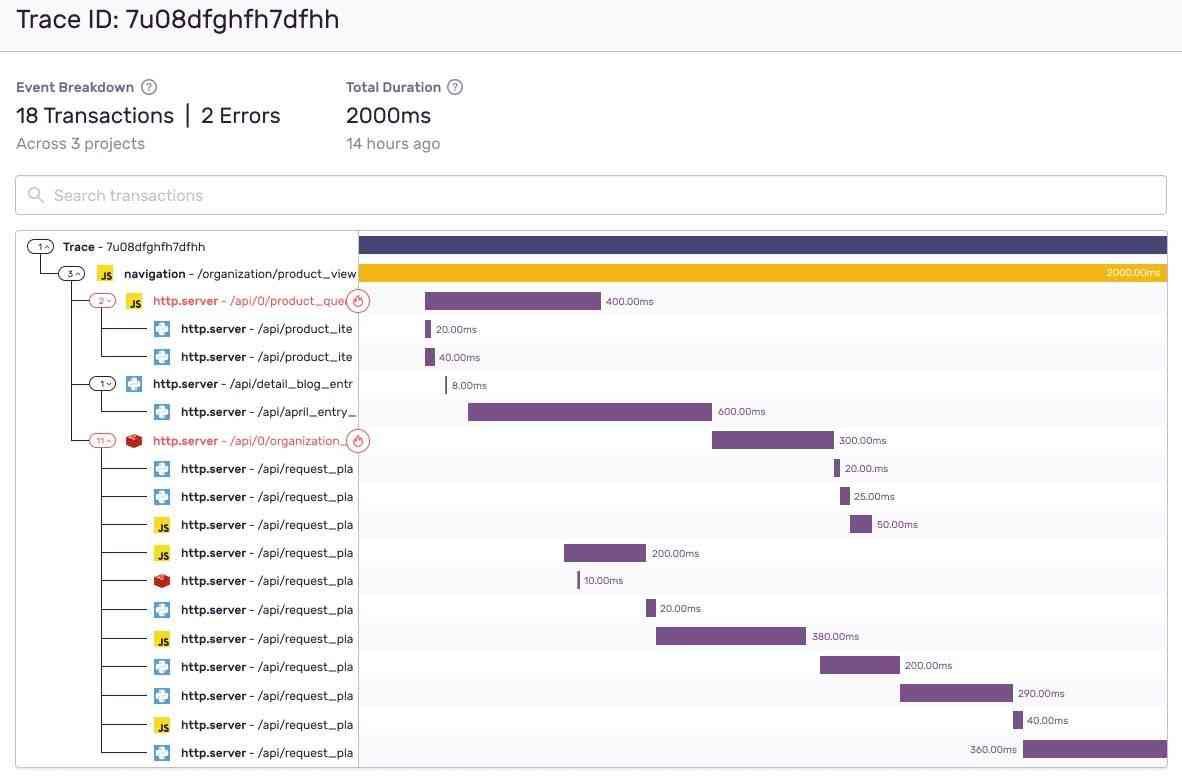 Trace ID: 7u08dfghfh7dfhh
Event Breakdown ? Total Duration ?
18 Transactions | 2 Errors 2000ms
Across 3 projects 14 hours ago
Search transactions
1 Trace - 7u08dfghfh7dfhh
3 JS navigation - /organization/product_view 2000.00ms
2 JS http.server - /api/0/product_que 400.00ms
http.server - /api/product_ite 20.00ms
http.server - /api/product_ite 40.00ms
1 http.server - /api/detail_blog_entr 8.00ms
http.server - /api/april_entry_ 600.00ms
11 http.server - /api/0/organization_ 300.00ms
http.server - /api/request_pla 20.00.ms
http.server - /api/request_pla 25.00ms
JS http.server - /api/request_pla 50.00ms
JS http.server - /api/request_pla 200.00ms
http.server - /api/request_pla 10.00ms
http.server - /api/request_pla 20.00ms
JS http.server - /api/request_pla 380.00ms
http.server - /api/request_pla 200.00ms
http.server - /api/request_pla 290.00ms
JS http.server - /api/request_pla 40.00ms
http.server - /api/request_pla 360.00ms